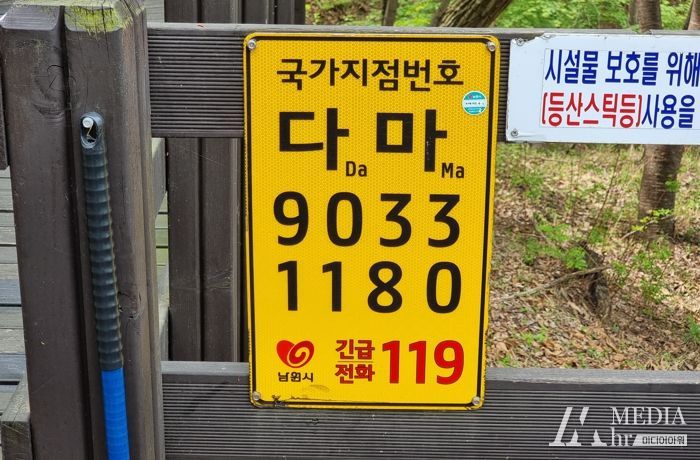 국가지점번호
다 마
Da Ma
9033
1180
남원시
긴급
전화 119
시설물 보호를 위해
(등산스틱등)사용을
MEDIA
hr
미디어아워